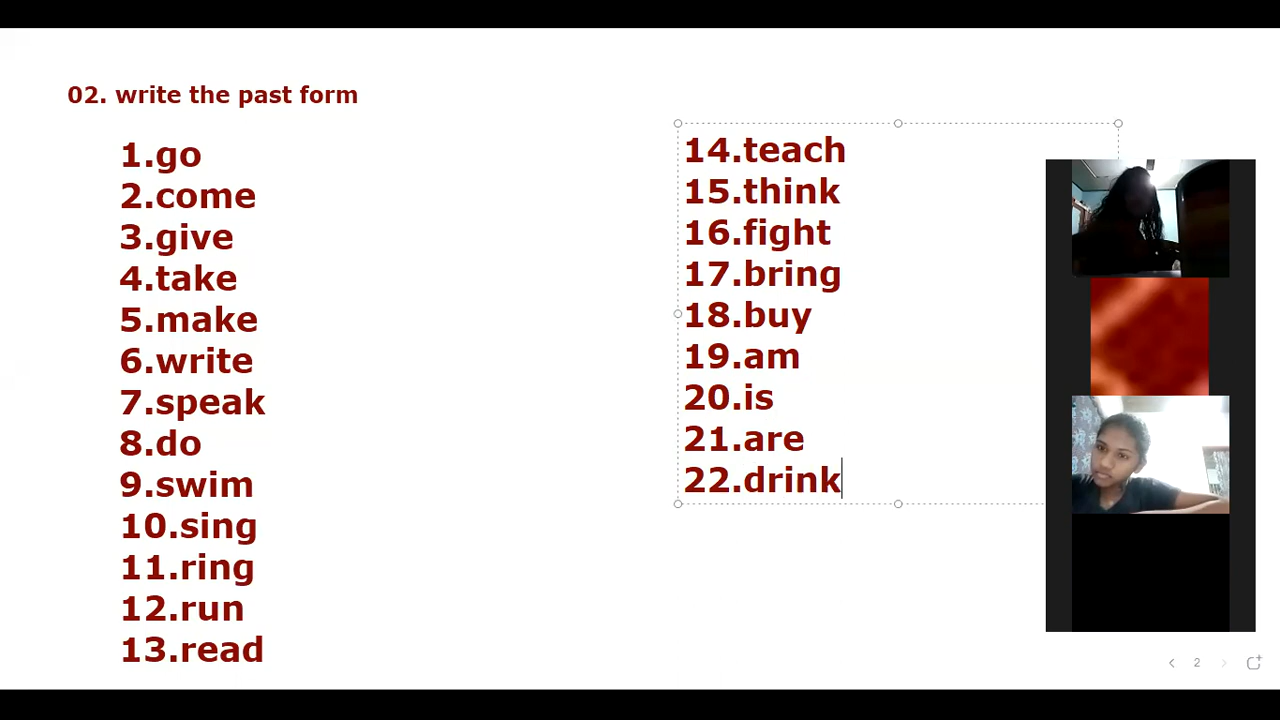 02. write the past form
1.go
2.come
3.give
4.take
5.make
6.write
7.speak
8.do
9.swim
10.sing
11.ring
12.run
13.read
14.teach
15.think
16.fight
17.bring
18.buy
19.am
20.is
21.are
22.drink
2